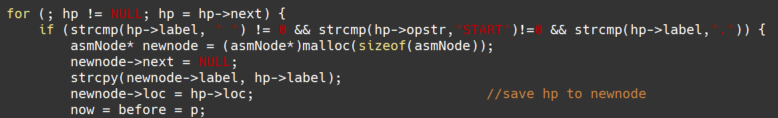 for (; hp != NULL; hp = hp->next) {
if (strcmp(hp->label, " ") != 0 && strcmp(hp->opstr,"START")!=0 && strcmp(hp->label,".")) {
asmNode* newnode = (asmNode*)malloc(sizeof(asmNode));
newnode->next = NULL;
strcpy(newnode->label, hp->label);
newnode->loc = hp->loc; //save hp to newnode
now = before = p;